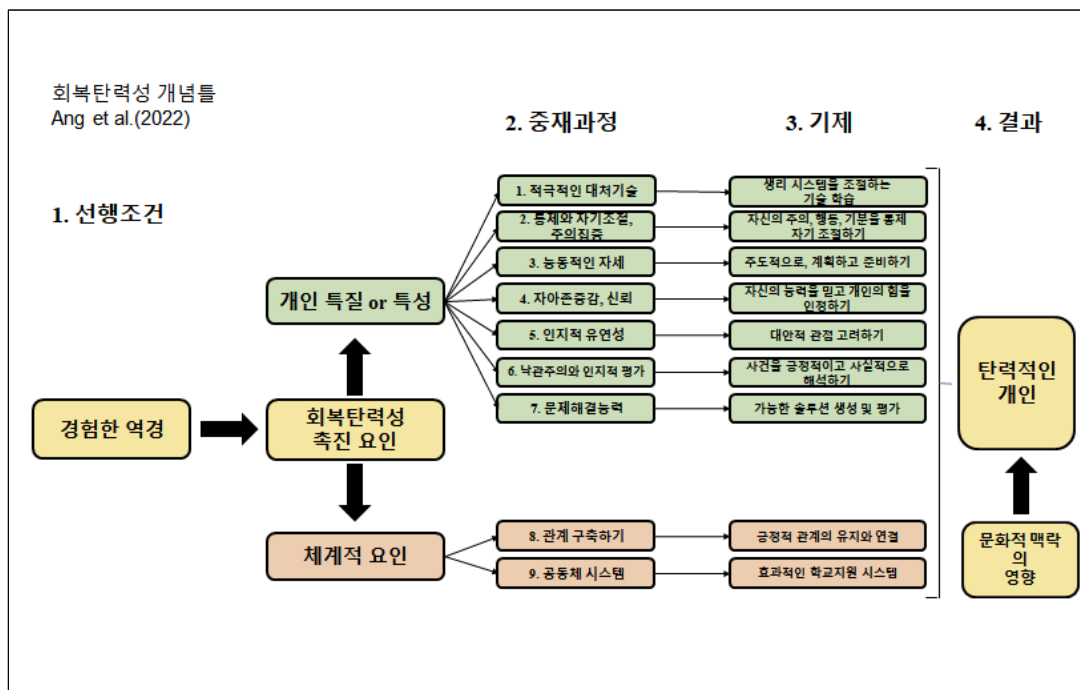 회복탄력성 개념틀
Ang et al.(2022)
1. 선행조건
2. 중재과정
3. 기제
4. 결과
경험한 역경
회복탄력성
촉진 요인
개인 특질 or 특성
체계적 요인
1. 적극적인 대처기술
생리 시스템을 조절하는
기술 학습
2. 통제와 자기조절,
주의집중
자신의 주의, 행동, 기분을 통제
자기 조절하기
3. 능동적인 자세
주도적으로, 계획하고 준비하기
4. 자아존중감, 신뢰
자신의 능력을 믿고 개인의 힘을
인정하기
5. 인지적 유연성
대안적 관점 고려하기
6. 낙관주의와 인지적 평가
사건을 긍정적이고 사실적으로
해석하기
7. 문제해결능력
가능한 솔루션 생성 및 평가
8. 관계 구축하기
긍정적 관계의 유지와 연결
9. 공동체 시스템
효과적인 학교지원 시스템
탄력적인
개인
문화적 맥락
의
영향